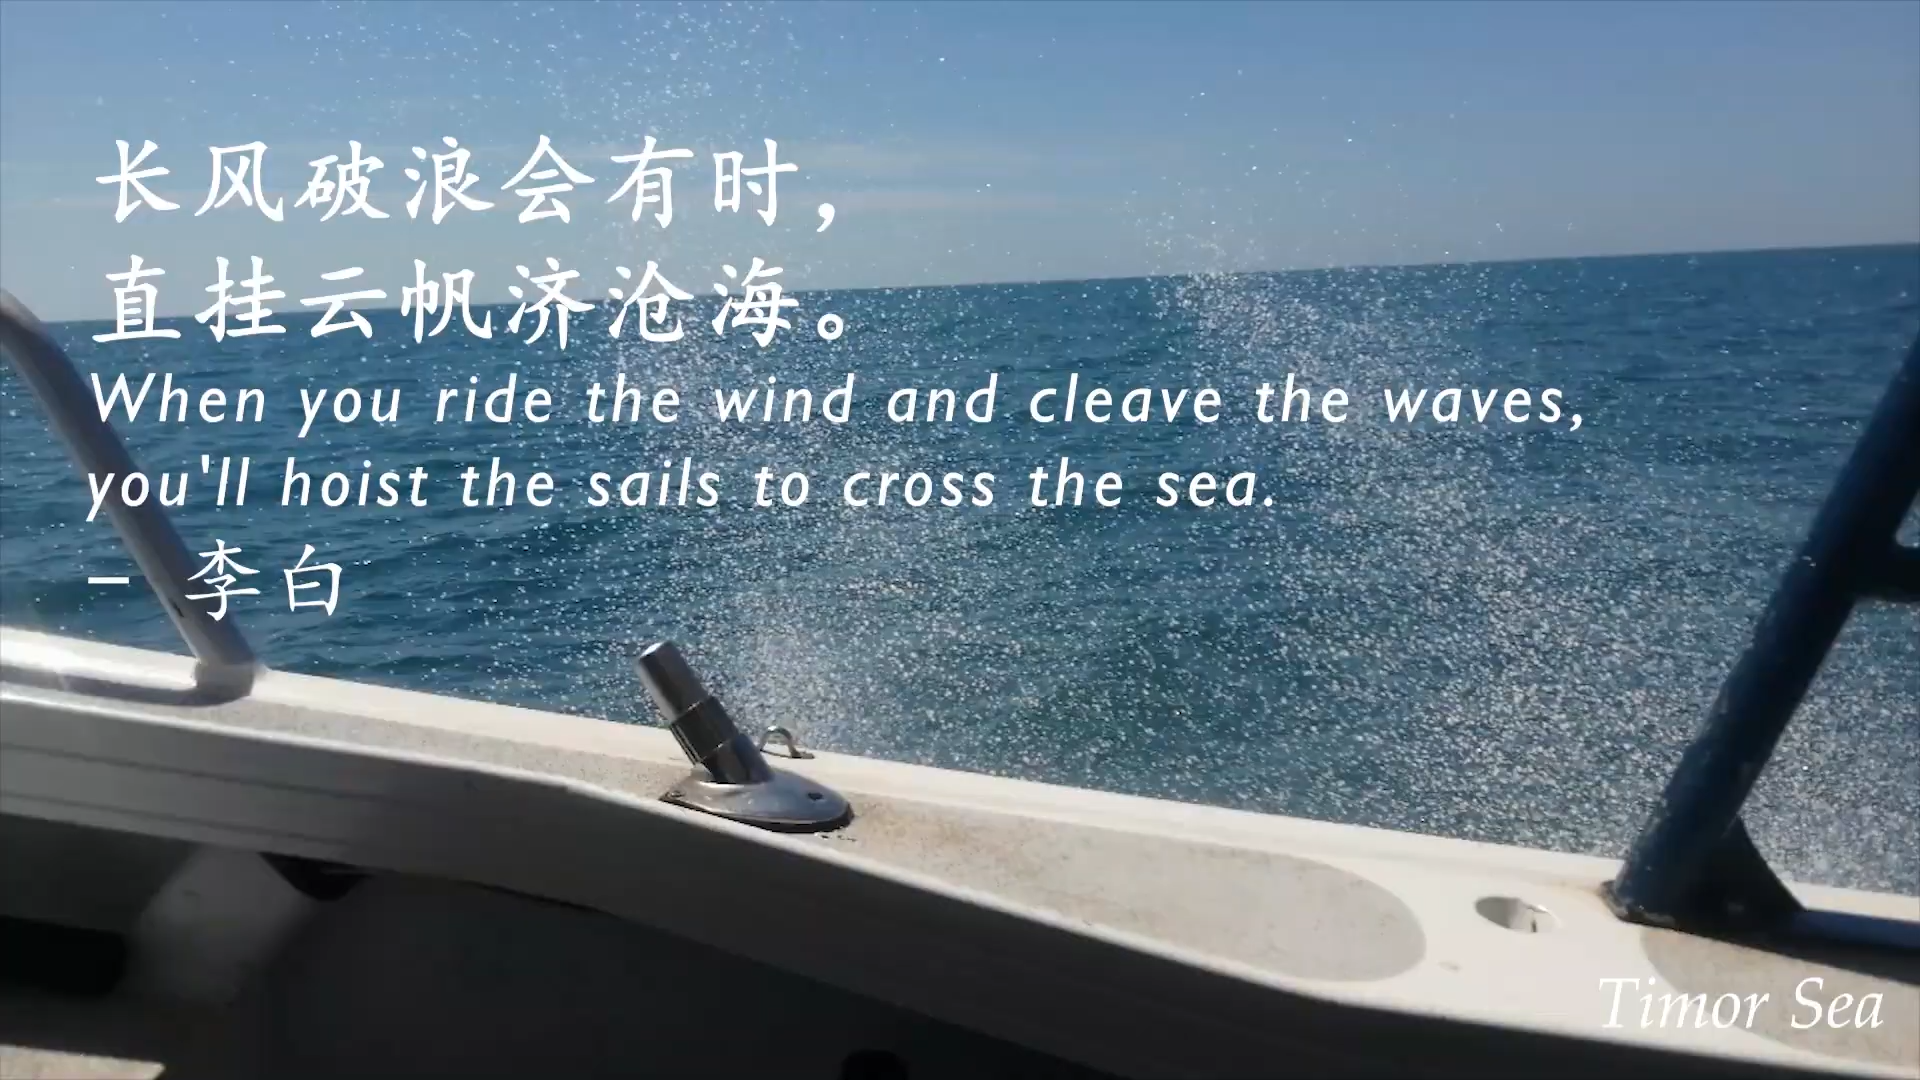 长风破浪会有时，
直挂云帆济沧海。
When you ride the wind and cleave the waves,
you'll hoist the sails to cross the sea.
- 李白
Timor Sea